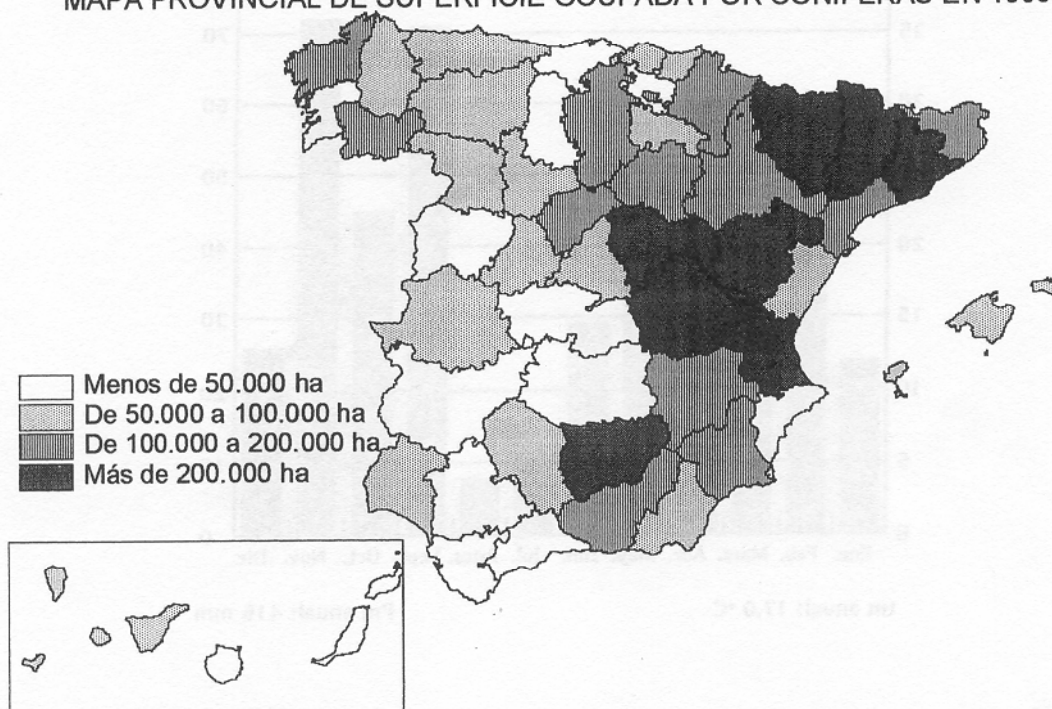 MAPA PROVINCIAL DE SUPERFICIE OCUPADA POR CONÍFERAS EN
Menos de 50.000 ha
De 50.000 a 100.000 ha
De 100.000 a 200.000 ha
Más de 200.000 ha